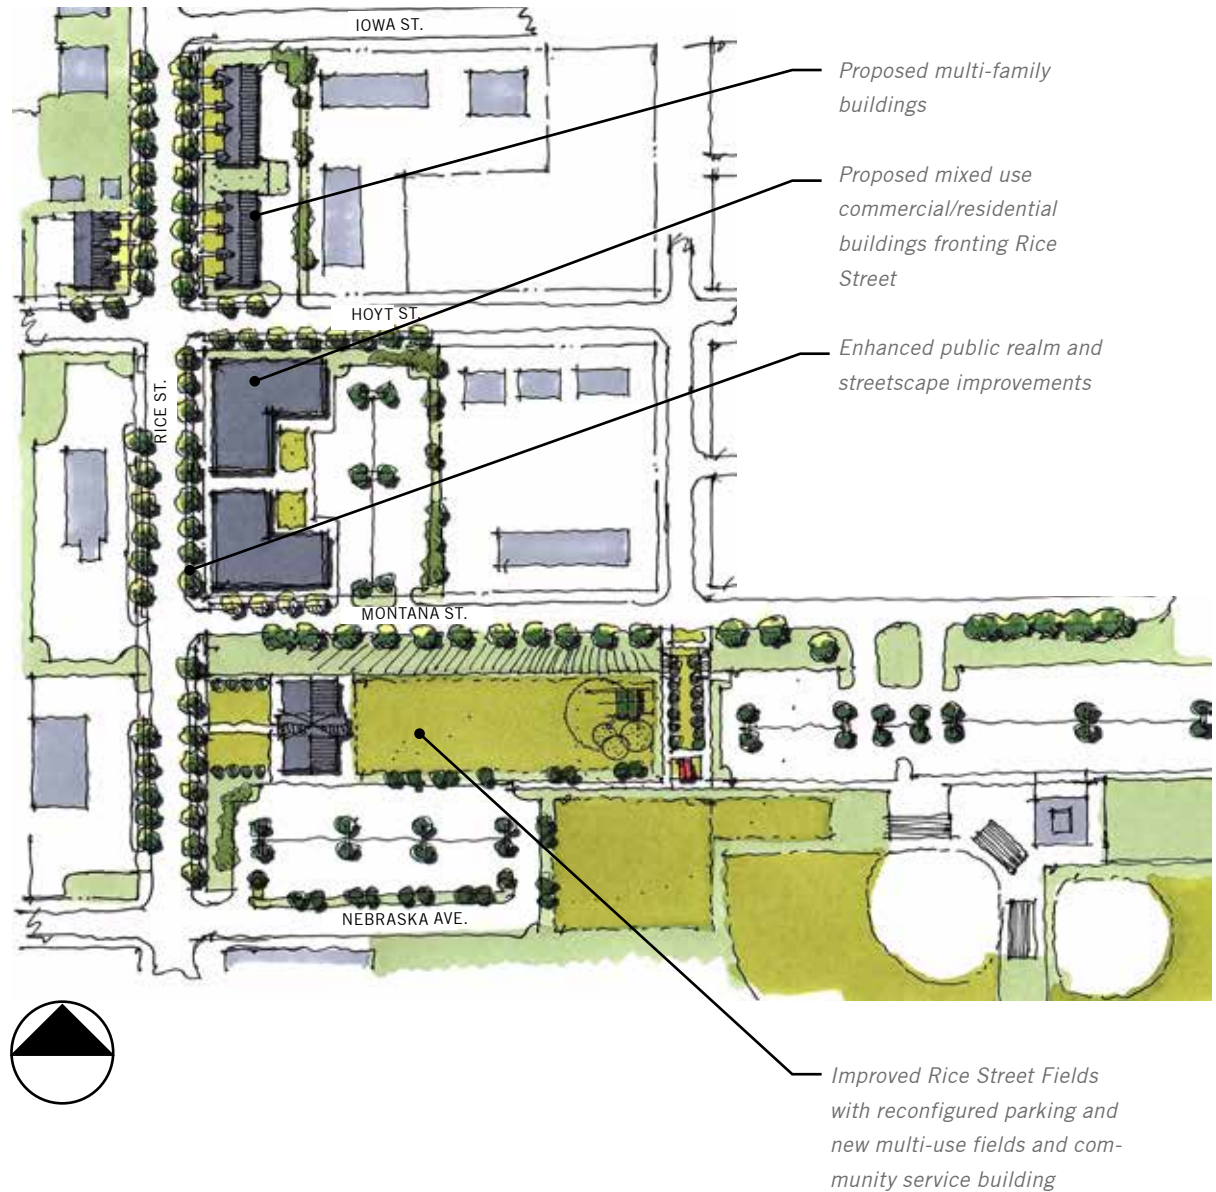 IOWA ST.
Proposed multi-family
buildings
Proposed mixed use
commercial/residential
buildings fronting Rice
Street
HOYT ST.
Enhanced public realm and
streetscape improvements
RICE ST.
MONTANA ST.
NEBRASKA AVE.
Improved Rice Street Fields
with reconfigured parking and
new multi-use fields and com-
munity service building